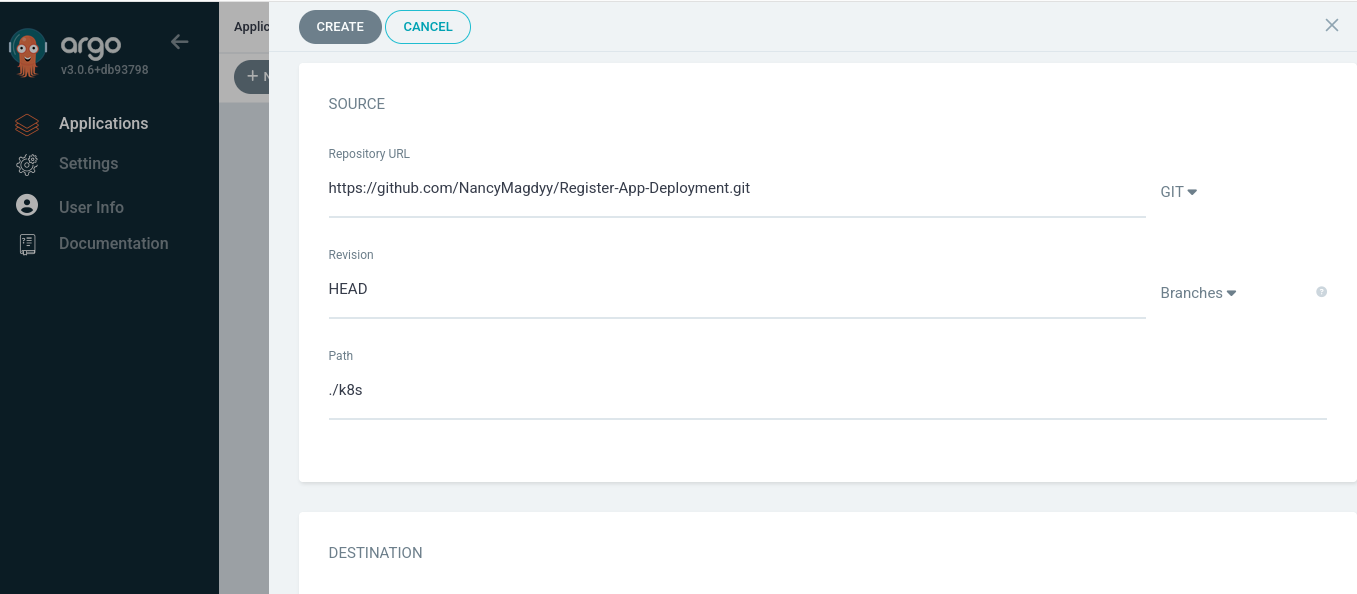 CREATE
CANCEL
argo
v3.0.6+db93798
Applications
Settings
User Info
Documentation
Applic
N
SOURCE
Repository URL
https://github.com/NancyMagdyy/Register-App-Deployment.git
GIT
Revision
HEAD
Branches
Path
./k8s
DESTINATION